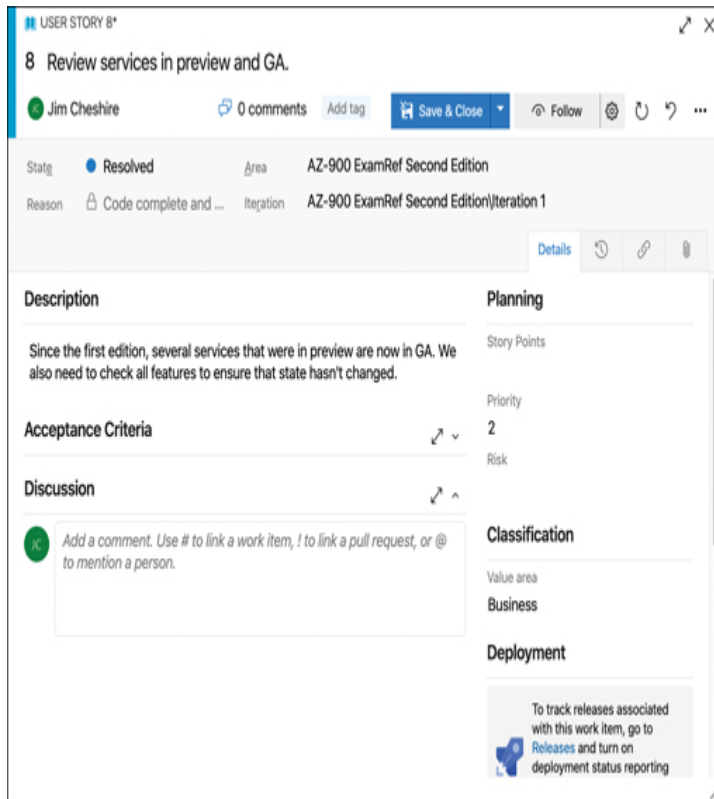 USER STORY 8*
8 Review services in preview and GA.
JC Jim Cheshire 0 comments Add tag Save & Close Follow
State Resolved Area AZ-900 ExamRef Second Edition
Reason Code complete and ... Iteration AZ-900 ExamRef Second Edition\Iteration 1
Details
Description
Since the first edition, several services that were in preview are now in GA. We
also need to check all features to ensure that state hasn't changed.
Acceptance Criteria
Discussion
JC
Add a comment. Use # to link a work item, ! to link a pull request, or @
to mention a person.
Planning
Story Points
Priority
2
Risk
Classification
Value area
Business
Deployment
To track releases associated
with this work item, go to
Releases and turn on
deployment status reporting